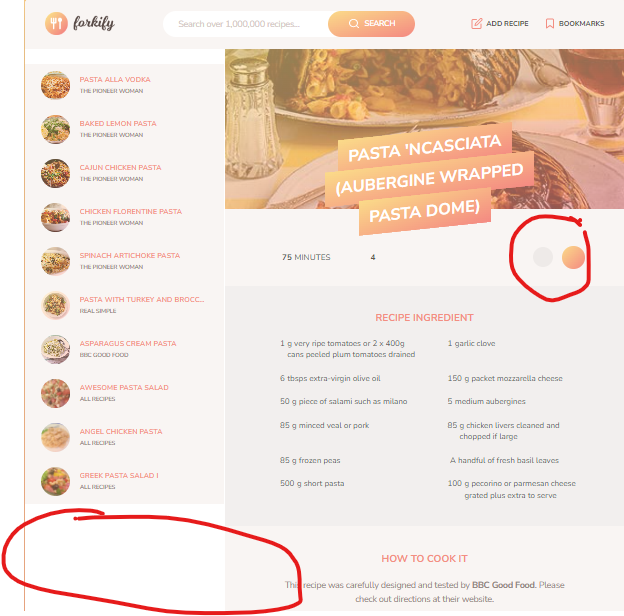 forkify
Search over 1,000,000 recipes...
SEARCH
ADD RECIPE
BOOKMARKS
PASTA ALLA VODKA
THE PIONEER WOMAN
BAKED LEMON PASTA
THE PIONEER WOMAN
CAJUN CHICKEN PASTA
THE PIONEER WOMAN
CHICKEN FLORENTINE PASTA
THE PIONEER WOMAN
SPINACH ARTICHOKE PASTA
THE PIONEER WOMAN
PASTA WITH TURKEY AND BROCC...
REAL SIMPLE
ASPARAGUS CREAM PASTA
BBC GOOD FOOD
AWESOME PASTA SALAD
ALL RECIPES
ANGEL CHICKEN PASTA
ALL RECIPES
GREEK PASTA SALAD I
ALL RECIPES
PASTA 'NCASCIATA
(AUBERGINE WRAPPED
PASTA DOME)
75 MINUTES
4
RECIPE INGREDIENT
1 g very ripe tomatoes or 2 x 400g
cans peeled plum tomatoes drained
1 garlic clove
6 tbsps extra-virgin olive oil
150 g packet mozzarella cheese
50 g piece of salami such as milano
5 medium aubergines
85 g minced veal or pork
85 g chicken livers cleaned and
chopped if large
85 g frozen peas
A handful of fresh basil leaves
500 g short pasta
100 g pecorino or parmesan cheese
grated plus extra to serve
HOW TO COOK IT
This recipe was carefully designed and tested by BBC Good Food. Please
check out directions at their website.